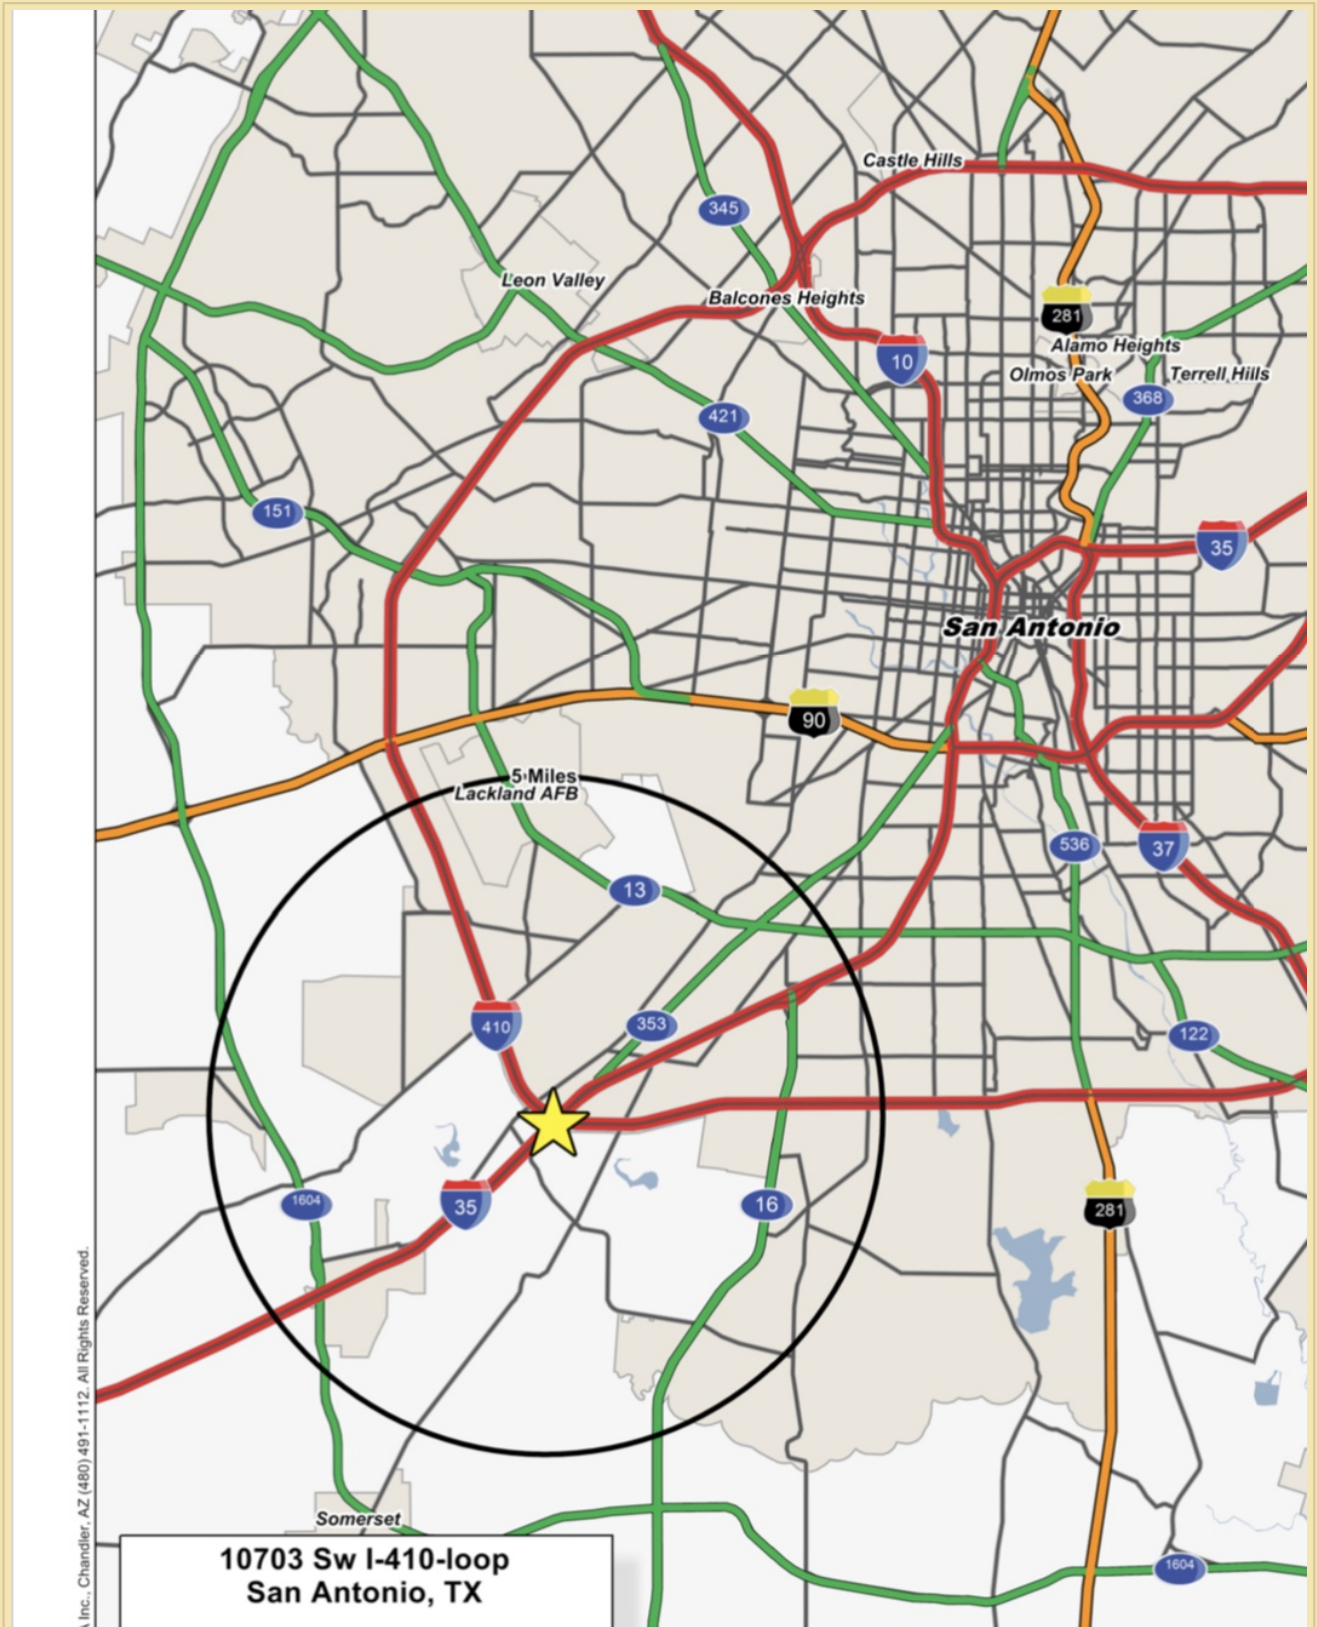 Castle Hills
345
Leon Valley
Balcones Heights
281
10
Alamo Heights
Olmos Park
Terrell Hills
368
421
151
35
San Antonio
90
5 Miles
Lackland AFB
536
37
13
410
353
122
1604
35
16
281
Inc., Chandler, AZ (480) 491-1112. All Rights Reserved.
Somerset
10703 Sw I-410-loop
San Antonio, TX
1604